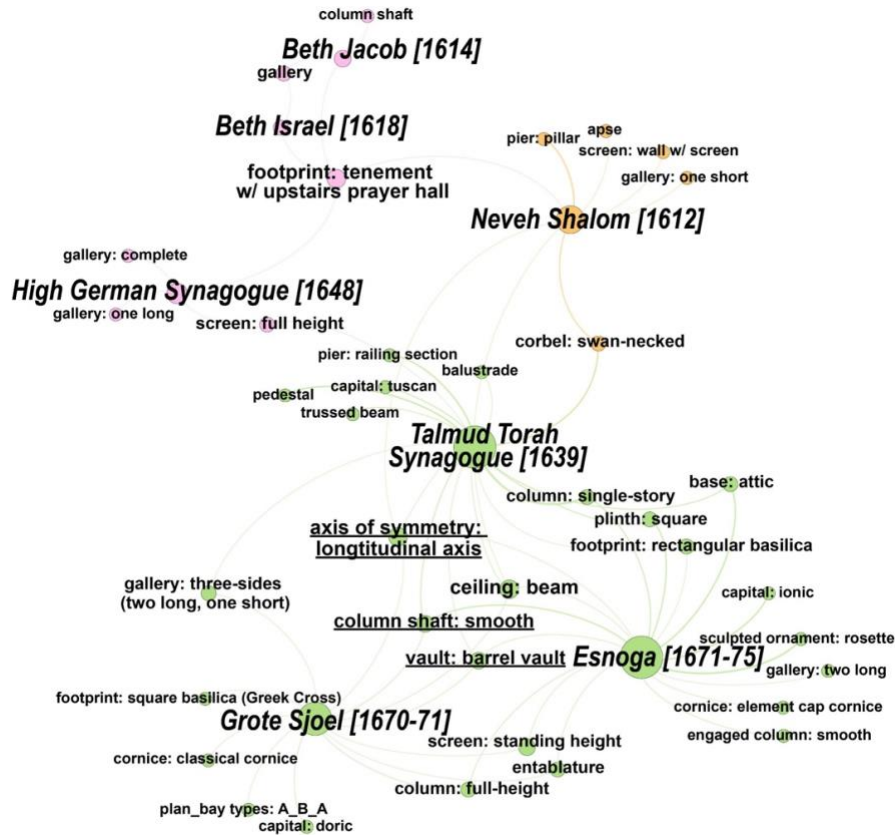 column shaft
Beth Jacob [1614]
gallery
Beth Israel [1618]
footprint: tenement
w/ upstairs prayer hall
pier: pillar
apse
screen: wall w/ screen
gallery: one short
Neveh Shalom [1612]
gallery: complete
High German Synagogue [1648]
gallery: one long
screen: full height
corbel: swan-necked
pier: railing section
balustrade
capital: tuscan
pedestal
trussed beam
Talmud Torah
Synagogue [1639]
base: attic
column: single-story
plinth: square
footprint: rectangular basilica
axis of symmetry:
longtitudinal axis
ceiling: beam
gallery: three-sides
(two long, one short)
capital: ionic
column shaft: smooth
sculpted ornament: rosette
vault: barrel vault
Esnoga [1671-75]
gallery: two long
footprint: square basilica (Greek Cross)
cornice: element cap cornice
Grote Sjoel [1670-71]
engaged column: smooth
screen: standing height
cornice: classical cornice
entablature
column: full-height
plan_bay types: A_B_A
capital: doric